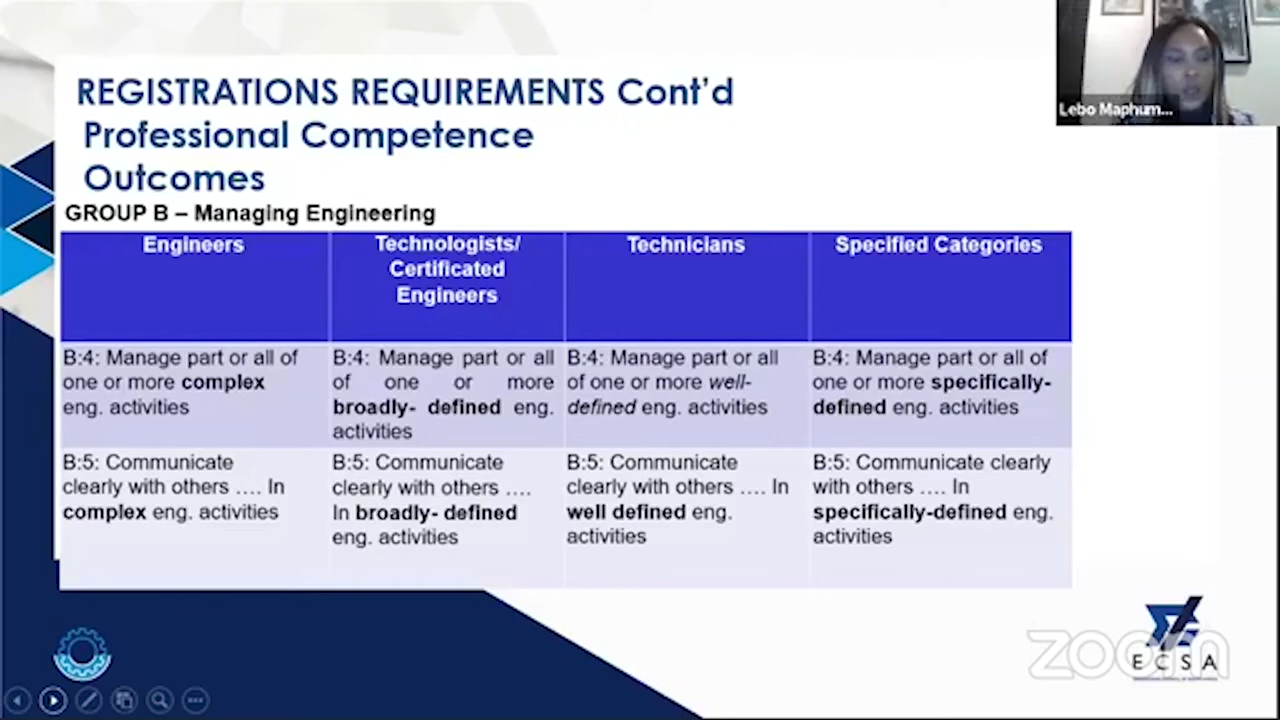 REGISTRATIONS REQUIREMENTS Cont'd
Professional Competence
Outcomes
GROUP B – Managing Engineering
Engineers
Technologists/
Certificated
Engineers
Technicians
Specified Categories
B:4: Manage part or all of
one or more complex
eng. activities
B:4: Manage part or all
of one or more
broadly- defined eng.
activities
B:4: Manage part or all
of one or more well-
defined eng. activities
B:4: Manage part or all of
one or more specifically-
defined eng. activities
B:5: Communicate
clearly with others …. In
complex eng. activities
B:5: Communicate
clearly with others ….
In broadly- defined
eng. activities
B:5: Communicate
clearly with others …. In
well defined eng.
activities
B:5: Communicate clearly
with others …. In
specifically-defined eng.
activities
Lebo Maphum...
zoom
ECSA